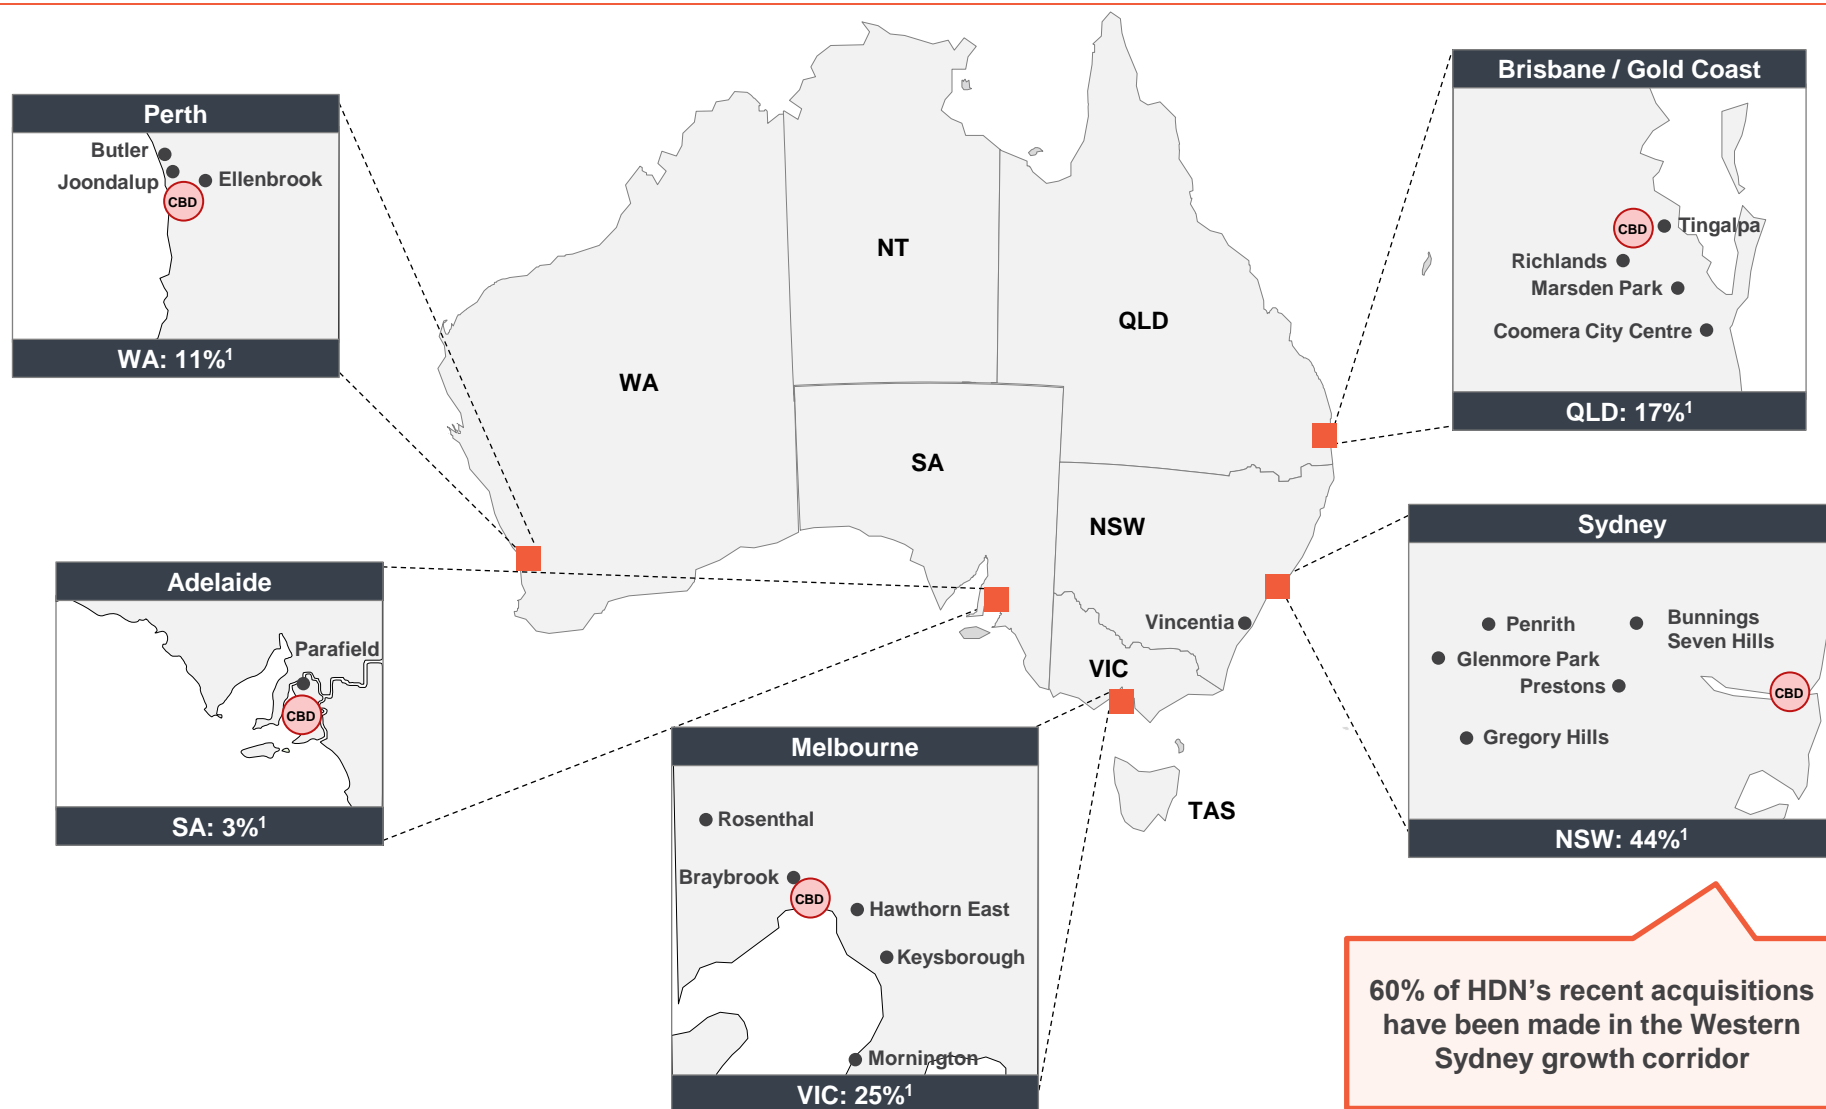 Brisbane / Gold Coast
CBD
Tingalpa
Richlands
Marsden Park
Coomera City Centre
QLD: 17%¹
Perth
Butler
Joondalup
Ellenbrook
CBD
WA: 11%¹
NT
QLD
WA
SA
NSW
VIC
TAS
Vincentia
Sydney
Penrith
Bunnings
Seven Hills
Glenmore Park
Prestons
CBD
Gregory Hills
NSW: 44%¹
Adelaide
Parafield
CBD
SA: 3%¹
Melbourne
Rosenthal
Braybrook
CBD
Hawthorn East
Keysborough
Mornington
VIC: 25%¹
60% of HDN's recent acquisitions
have been made in the Western
Sydney growth corridor